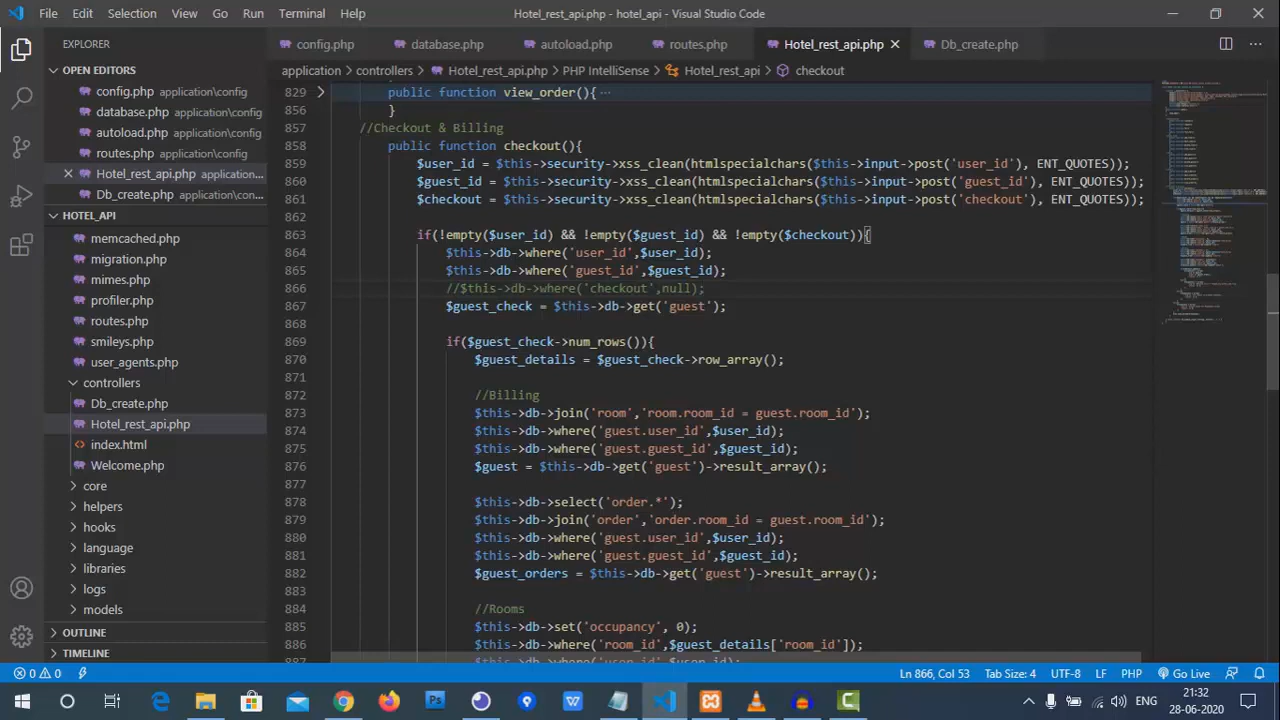 File Edit Selection View Go Run Terminal Help
Hotel_rest_api.php - hotel_api - Visual Studio Code
EXPLORER
config.php
database.php
autoload.php
routes.php
Hotel_rest_api.php
Db_create.php
OPEN EDITORS
config.php application\config
database.php application\config
autoload.php application\config
routes.php application\config
Hotel_rest_api.php application...
Db_create.php application\con...
HOTEL_API
memcached.php
migration.php
mimes.php
profiler.php
routes.php
smileys.php
user_agents.php
controllers
Db_create.php
Hotel_rest_api.php
index.html
Welcome.php
core
helpers
hooks
language
libraries
logs
models
OUTLINE
TIMELINE
application > controllers > Hotel_rest_api.php > PHP IntelliSense > Hotel_rest_api > checkout
829 public function view_order(){ ...
856 }
857 //Checkout & Billing
858 public function checkout(){
859 $user_id = $this->security->xss_clean(htmlspecialchars($this->input->post('user_id'), ENT_QUOTES));
860 $guest_id = $this->security->xss_clean(htmlspecialchars($this->input->post('guest_id'), ENT_QUOTES));
861 $checkout = $this->security->xss_clean(htmlspecialchars($this->input->post('checkout'), ENT_QUOTES));
862
863 if(!empty($user_id) && !empty($guest_id) && !empty($checkout)){
864 $this->db->where('user_id',$user_id);
865 $this->db->where('guest_id',$guest_id);
866 //$this->db->where('checkout',null);
867 $guest_check = $this->db->get('guest');
868
869 if($guest_check->num_rows()){
870 $guest_details = $guest_check->row_array();
871
872 //Billing
873 $this->db->join('room','room.room_id = guest.room_id');
874 $this->db->where('guest.user_id',$user_id);
875 $this->db->where('guest.guest_id',$guest_id);
876 $guest = $this->db->get('guest')->result_array();
877
878 $this->db->select('order.*');
879 $this->db->join('order','order.room_id = guest.room_id');
880 $this->db->where('guest.user_id',$user_id);
881 $this->db->where('guest.guest_id',$guest_id);
882 $guest_orders = $this->db->get('guest')->result_array();
883
884 //Rooms
885 $this->db->set('occupancy', 0);
886 $this->db->where('room_id',$guest_details['room_id']);
887 $this->db->where('user_id',$user_id);
0 0 Ln 866, Col 53 Tab Size: 4 UTF-8 LF PHP Go Live
ENG
21:32
28-06-2020